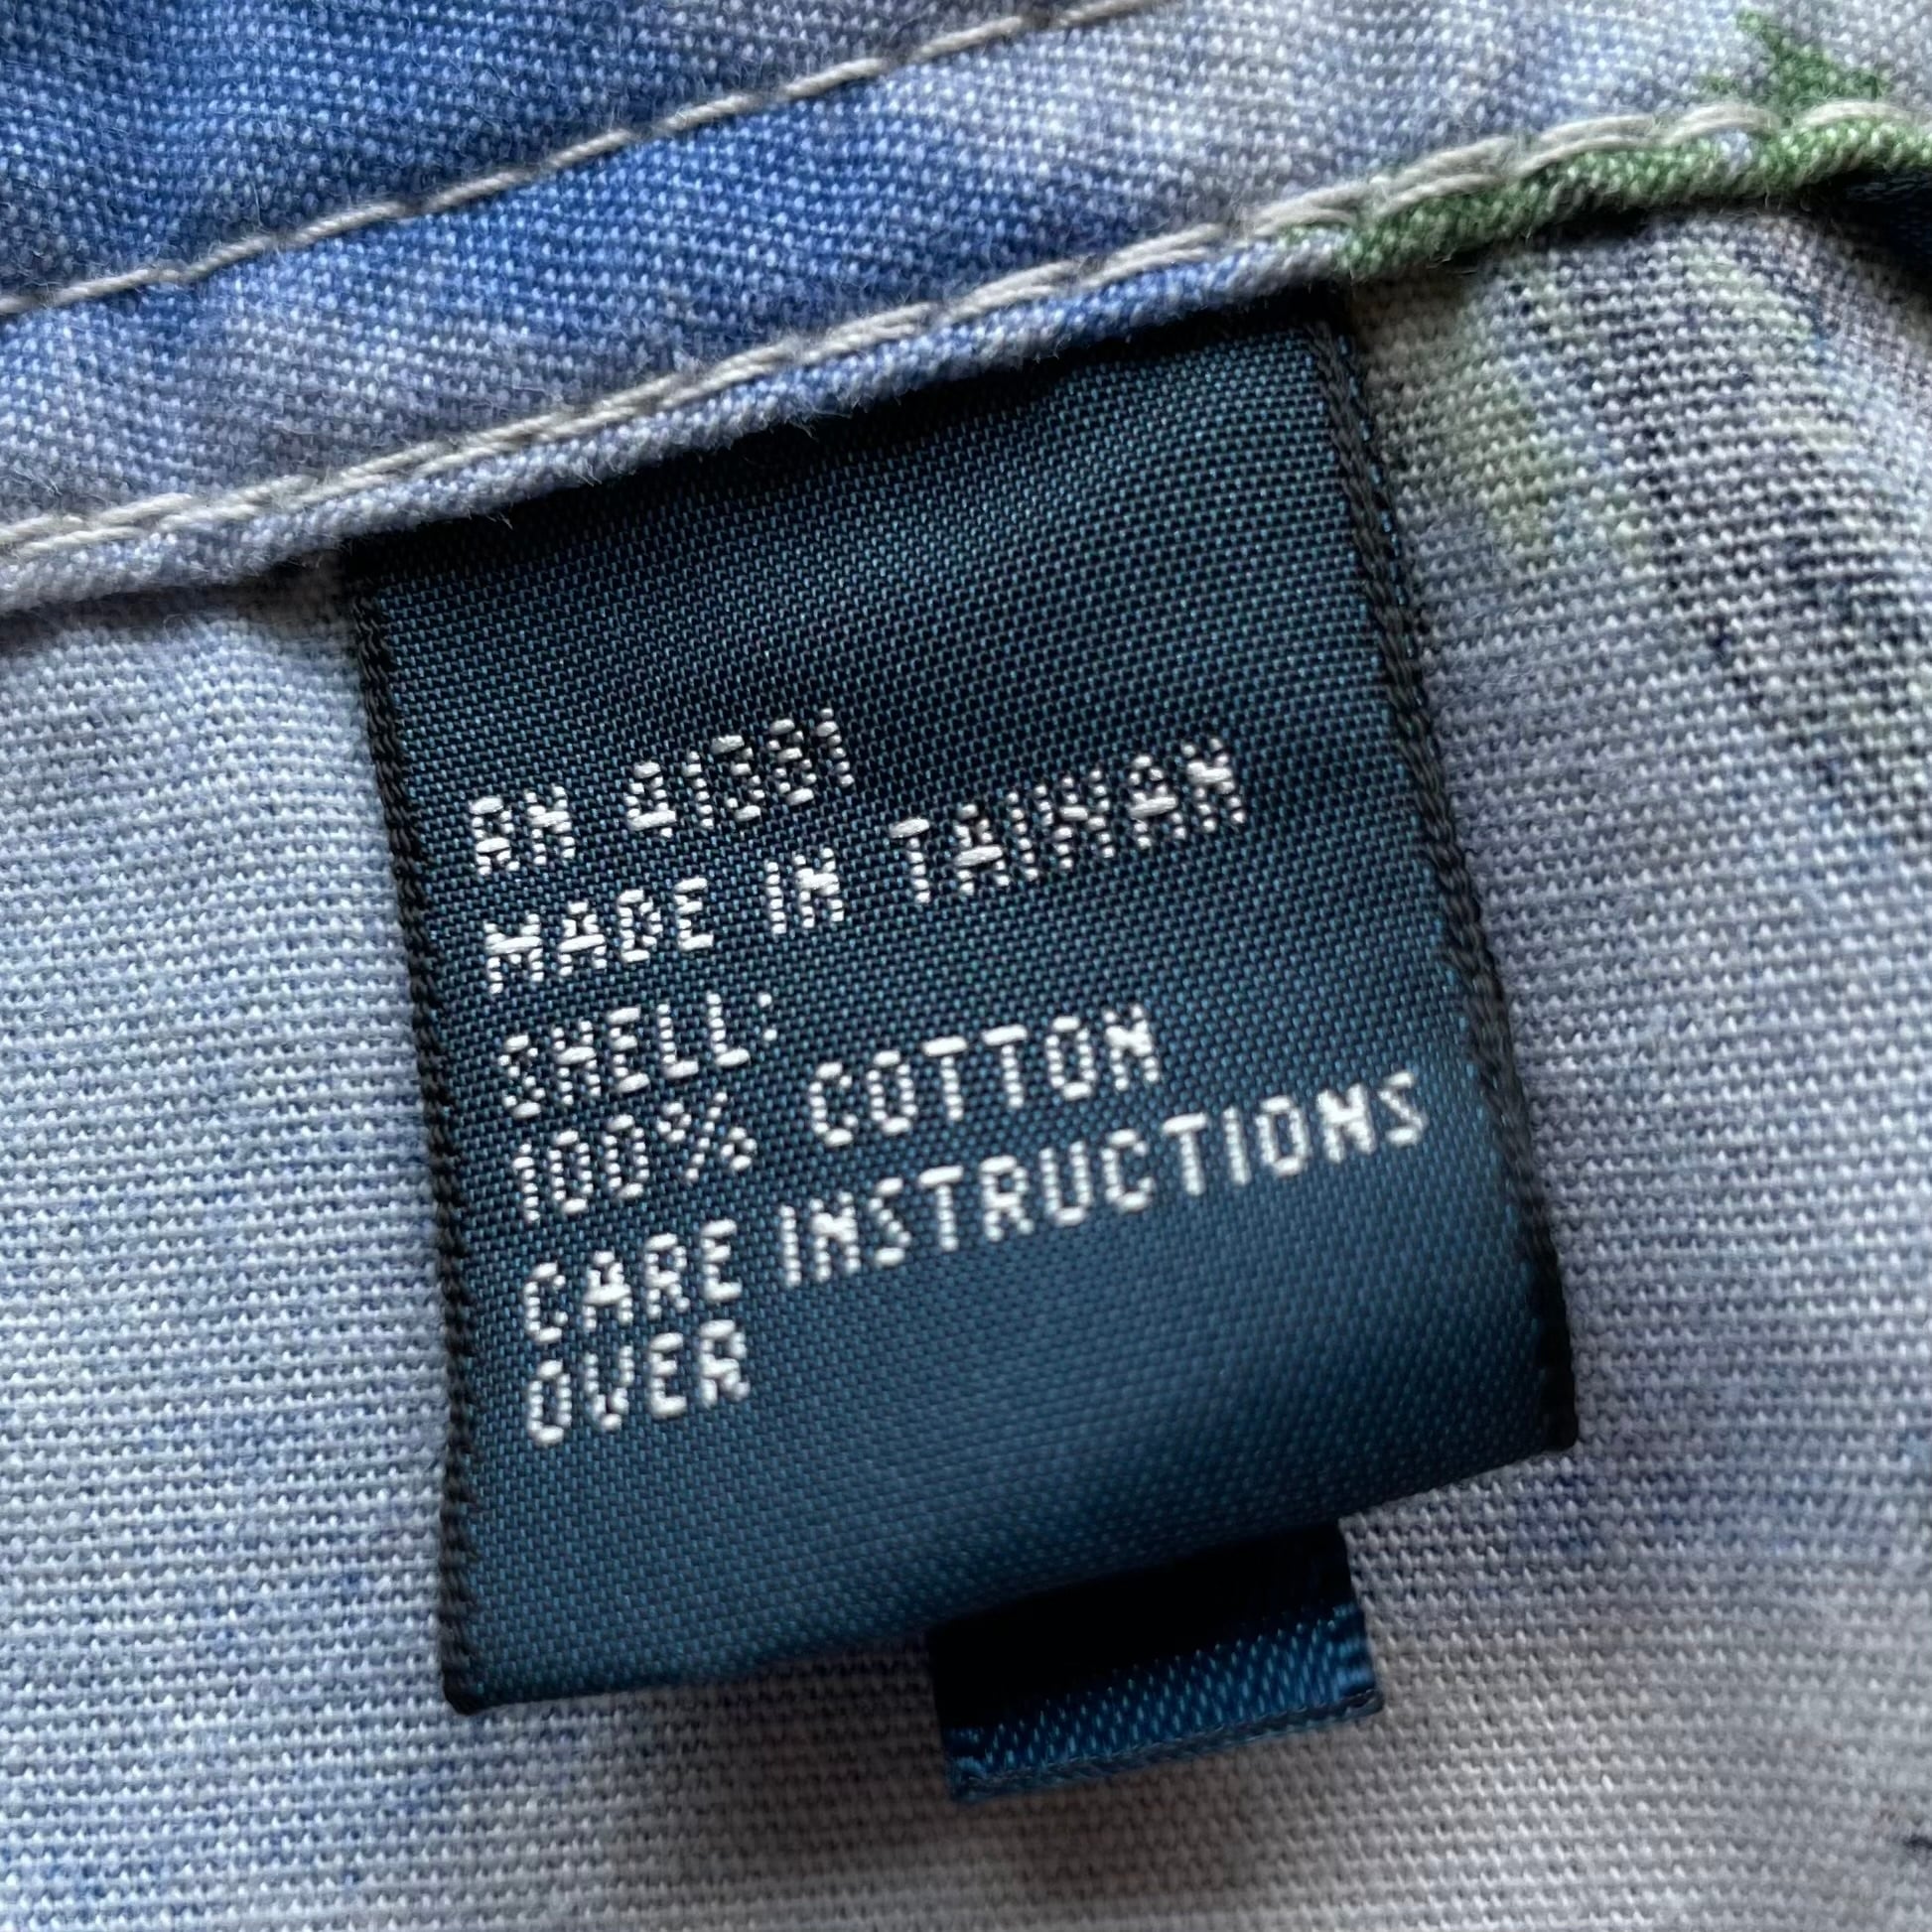 RN 41381
MADE IN TAIWAN
SHELL:
100% COTTON
CARE INSTRUCTIONS
OVER